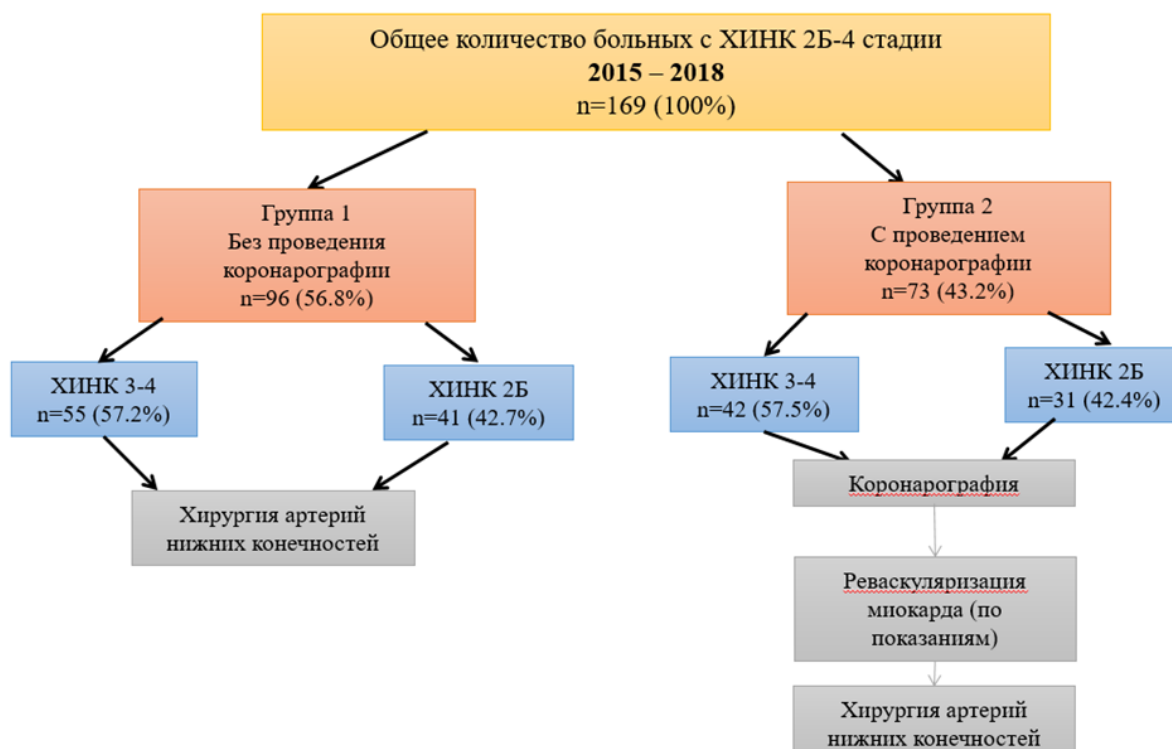 Общее количество больных с ХИНК 2Б-4 стадии
2015 – 2018
n=169 (100%)
Группа 1
Без проведения
коронарографии
n=96 (56.8%)
Группа 2
С проведением
коронарографии
n=73 (43.2%)
ХИНК 3-4
n=55 (57.2%)
ХИНК 2Б
n=41 (42.7%)
ХИНК 3-4
n=42 (57.5%)
ХИНК 2Б
n=31 (42.4%)
Хирургия артерий
нижних конечностей
Коронарография
Реваскуляризация
миокарда (по
показаниям)
Хирургия артерий
нижних конечностей